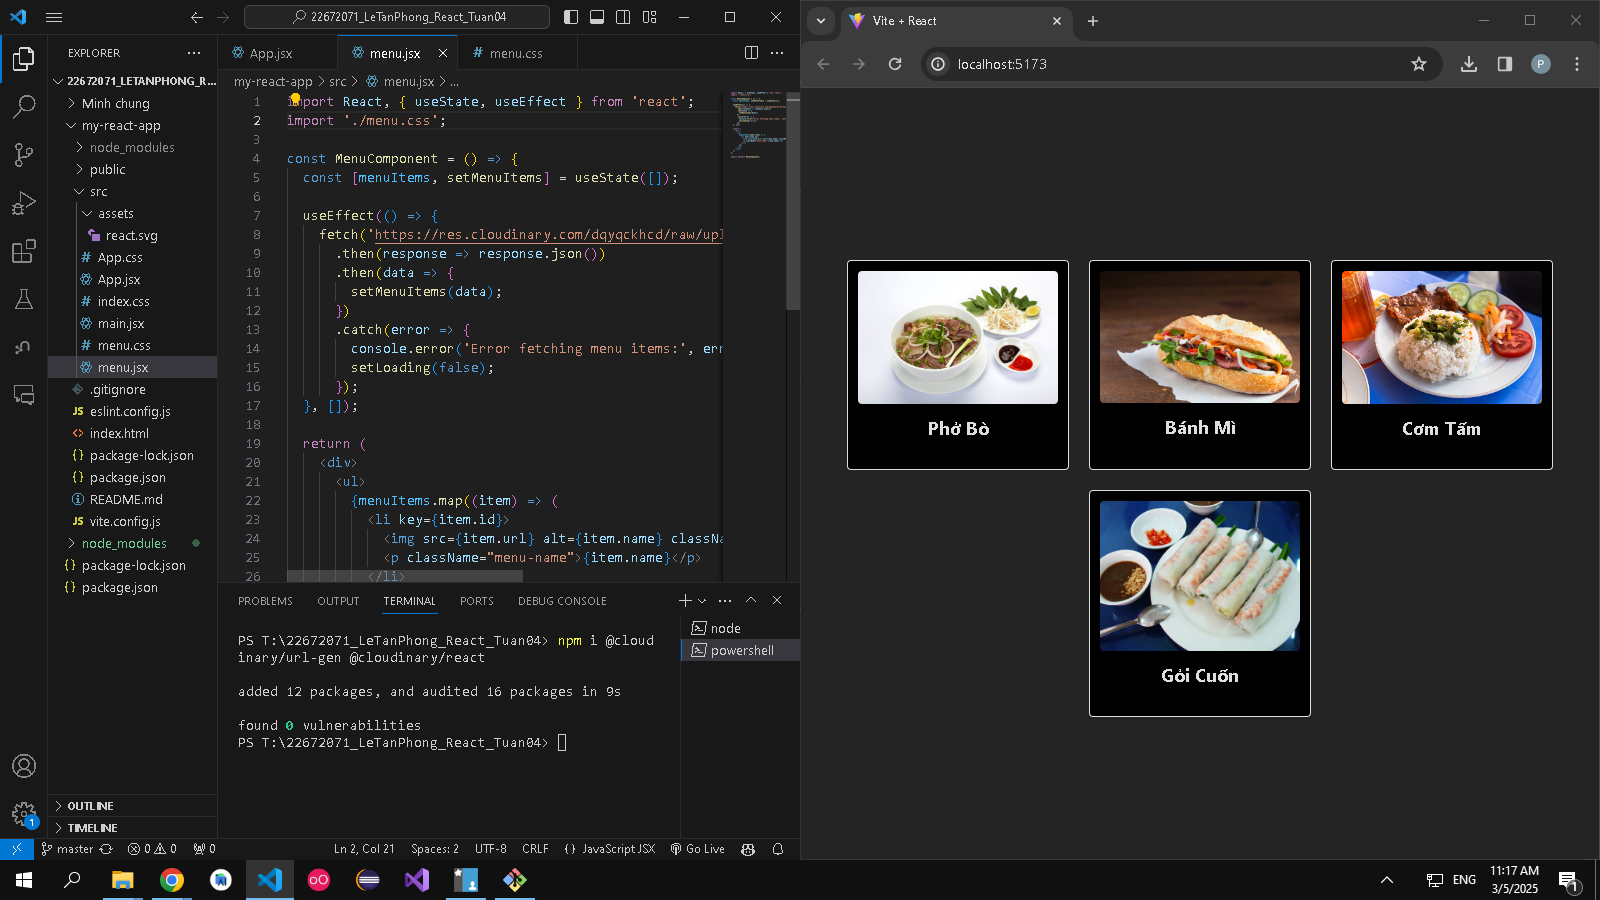 22672071_LeTanPhong_React_Tuan04
EXPLORER
22672071_LETANPHONG_R...
Minh chung
my-react-app
node_modules
public
src
assets
react.svg
App.css
App.jsx
index.css
main.jsx
menu.css
menu.jsx
.gitignore
eslint.config.js
index.html
package-lock.json
package.json
README.md
vite.config.js
node_modules
package-lock.json
package.json
OUTLINE
TIMELINE
App.jsx
menu.jsx
menu.css
my-react-app > src > menu.jsx > ...
1 import React, { useState, useEffect } from 'react';
2 import './menu.css';
3
4 const MenuComponent = () => {
5 const [menuItems, setMenuItems] = useState([]);
6
7 useEffect(() => {
8 fetch('https://res.cloudinary.com/dqyqckhcd/raw/upl
9 .then(response => response.json())
10 .then(data => {
11 setMenuItems(data);
12 })
13 .catch(error => {
14 console.error('Error fetching menu items:', err
15 setLoading(false);
16 });
17 }, []);
18
19 return (
20 <div>
21 <ul>
22 {menuItems.map((item) => (
23 <li key={item.id}>
24 <img src={item.url} alt={item.name} classNa
25 <p className="menu-name">{item.name}</p>
26 </li>
PROBLEMS OUTPUT TERMINAL PORTS DEBUG CONSOLE
PS T:\22672071_LeTanPhong_React_Tuan04> npm i @cloud
inary/url-gen @cloudinary/react
added 12 packages, and audited 16 packages in 9s
found 0 vulnerabilities
PS T:\22672071_LeTanPhong_React_Tuan04>
node
powershell
1
master 0 0 0 Ln 2, Col 21 Spaces: 2 UTF-8 CRLF {} JavaScript JSX Go Live
Vite + React
localhost:5173
P
Phở Bò
Bánh Mì
Cơm Tấm
Gỏi Cuốn
ENG
11:17 AM
3/5/2025
1